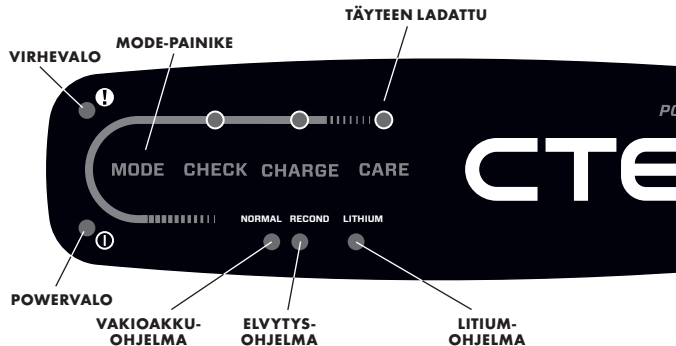 TÄYTEEN LADATTU
MODE-PAINIKE
VIRHEVALO
MODE CHECK CHARGE CARE
NORMAL RECOND LITHIUM
POWERVALO
VAKIOAKKU-
OHJELMA
ELVYTYS-
OHJELMA
LITIUM-
OHJELMA